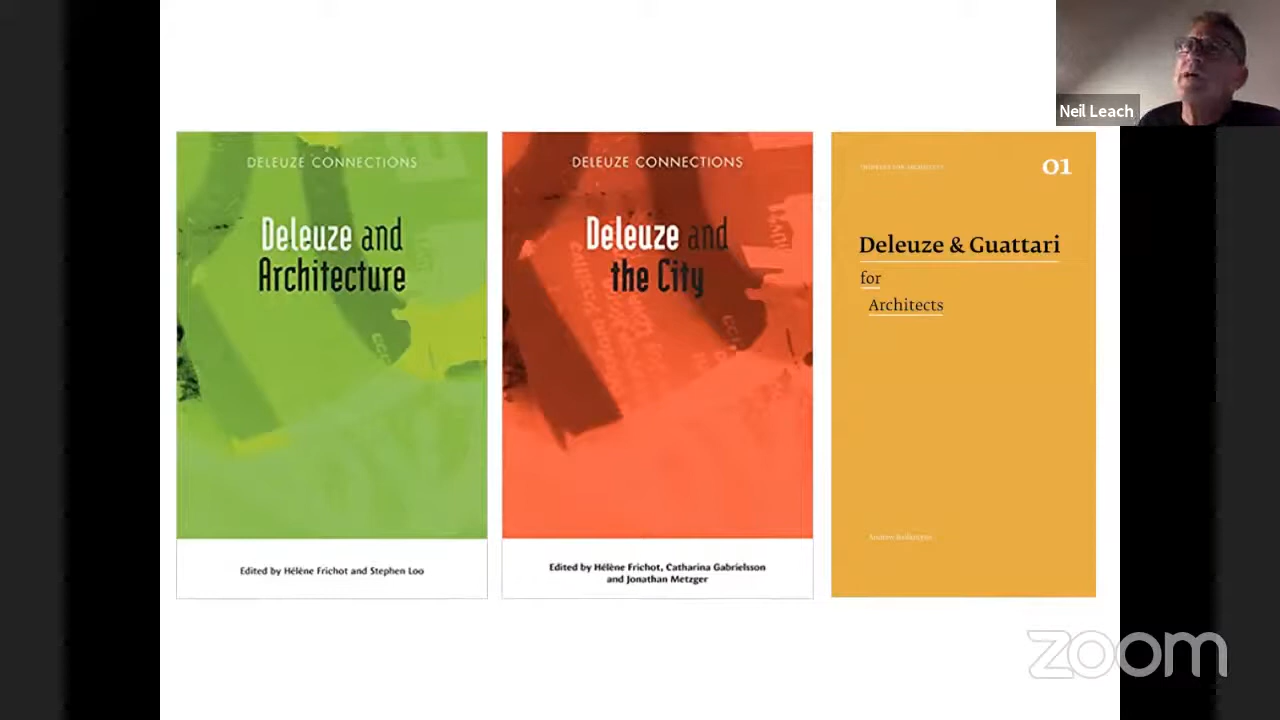 Neil Leach
DELEUZE CONNECTIONS
Deleuze and
Architecture
Edited by Hélène Frichot and Stephen Loo
DELEUZE CONNECTIONS
Deleuze and
the City
Edited by Hélène Frichot, Catharina Gabrielsson
and Jonathan Metzger
01
Deleuze & Guattari
for
Architects
zoom